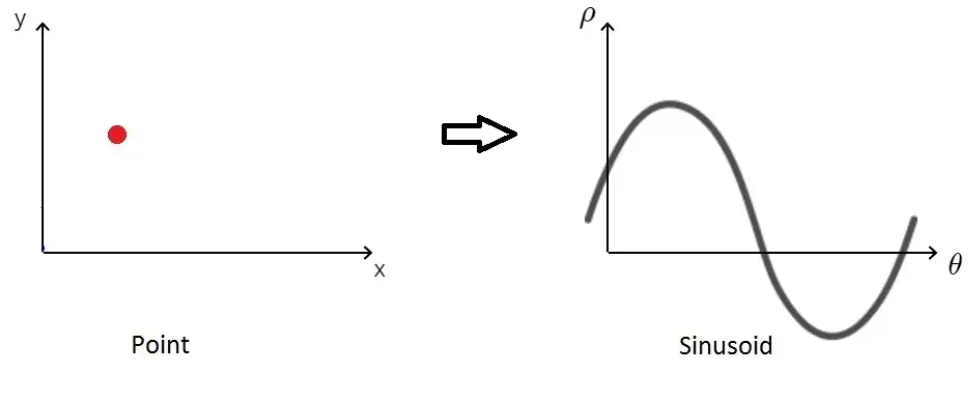 y
x
Point
ρ
θ
Sinusoid